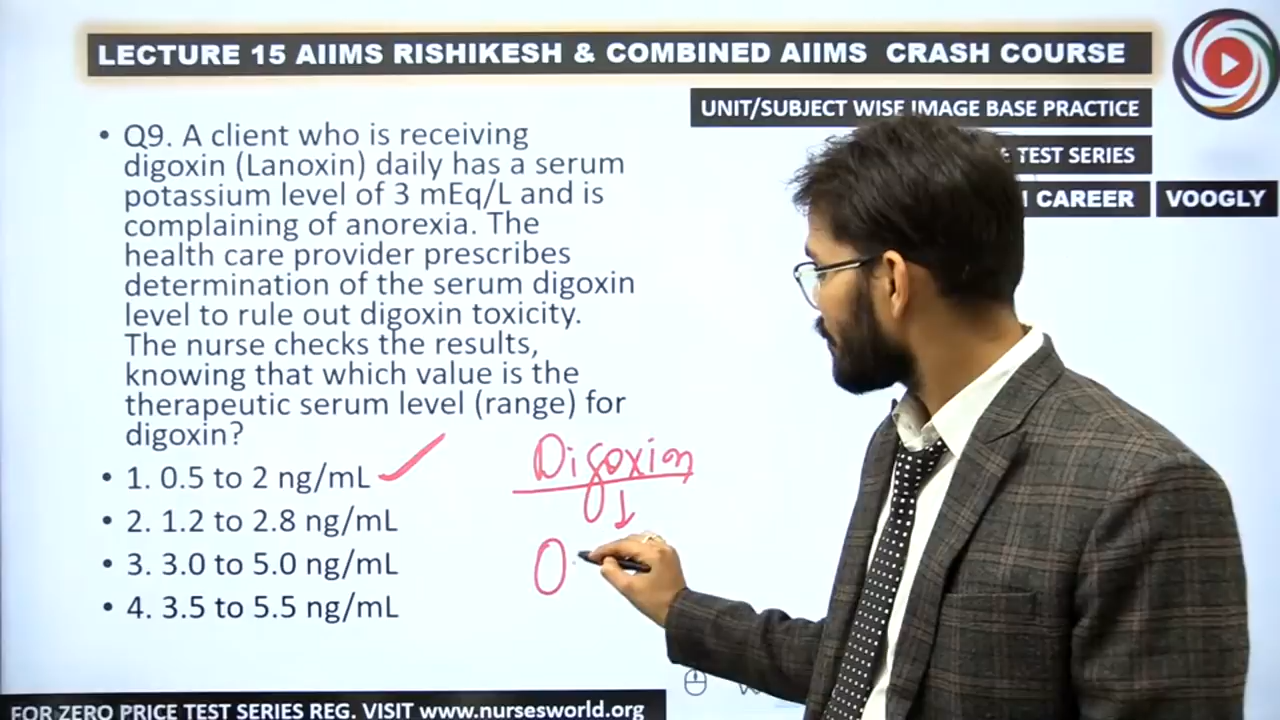 LECTURE 15 AIIMS RISHIKESH & COMBINED AIIMS CRASH COURSE
UNIT/SUBJECT WISE IMAGE BASE PRACTICE
TEST SERIES
CAREER
VOOGLY
• Q9. A client who is receiving
digoxin (Lanoxin) daily has a serum
potassium level of 3 mEq/L and is
complaining of anorexia. The
health care provider prescribes
determination of the serum digoxin
level to rule out digoxin toxicity.
The nurse checks the results,
knowing that which value is the
therapeutic serum level (range) for
digoxin?
• 1. 0.5 to 2 ng/mL
• 2. 1.2 to 2.8 ng/mL
• 3. 3.0 to 5.0 ng/mL
• 4. 3.5 to 5.5 ng/mL
Digoxin
0.
FOR ZERO PRICE TEST SERIES REG. VISIT www.nursesworld.org